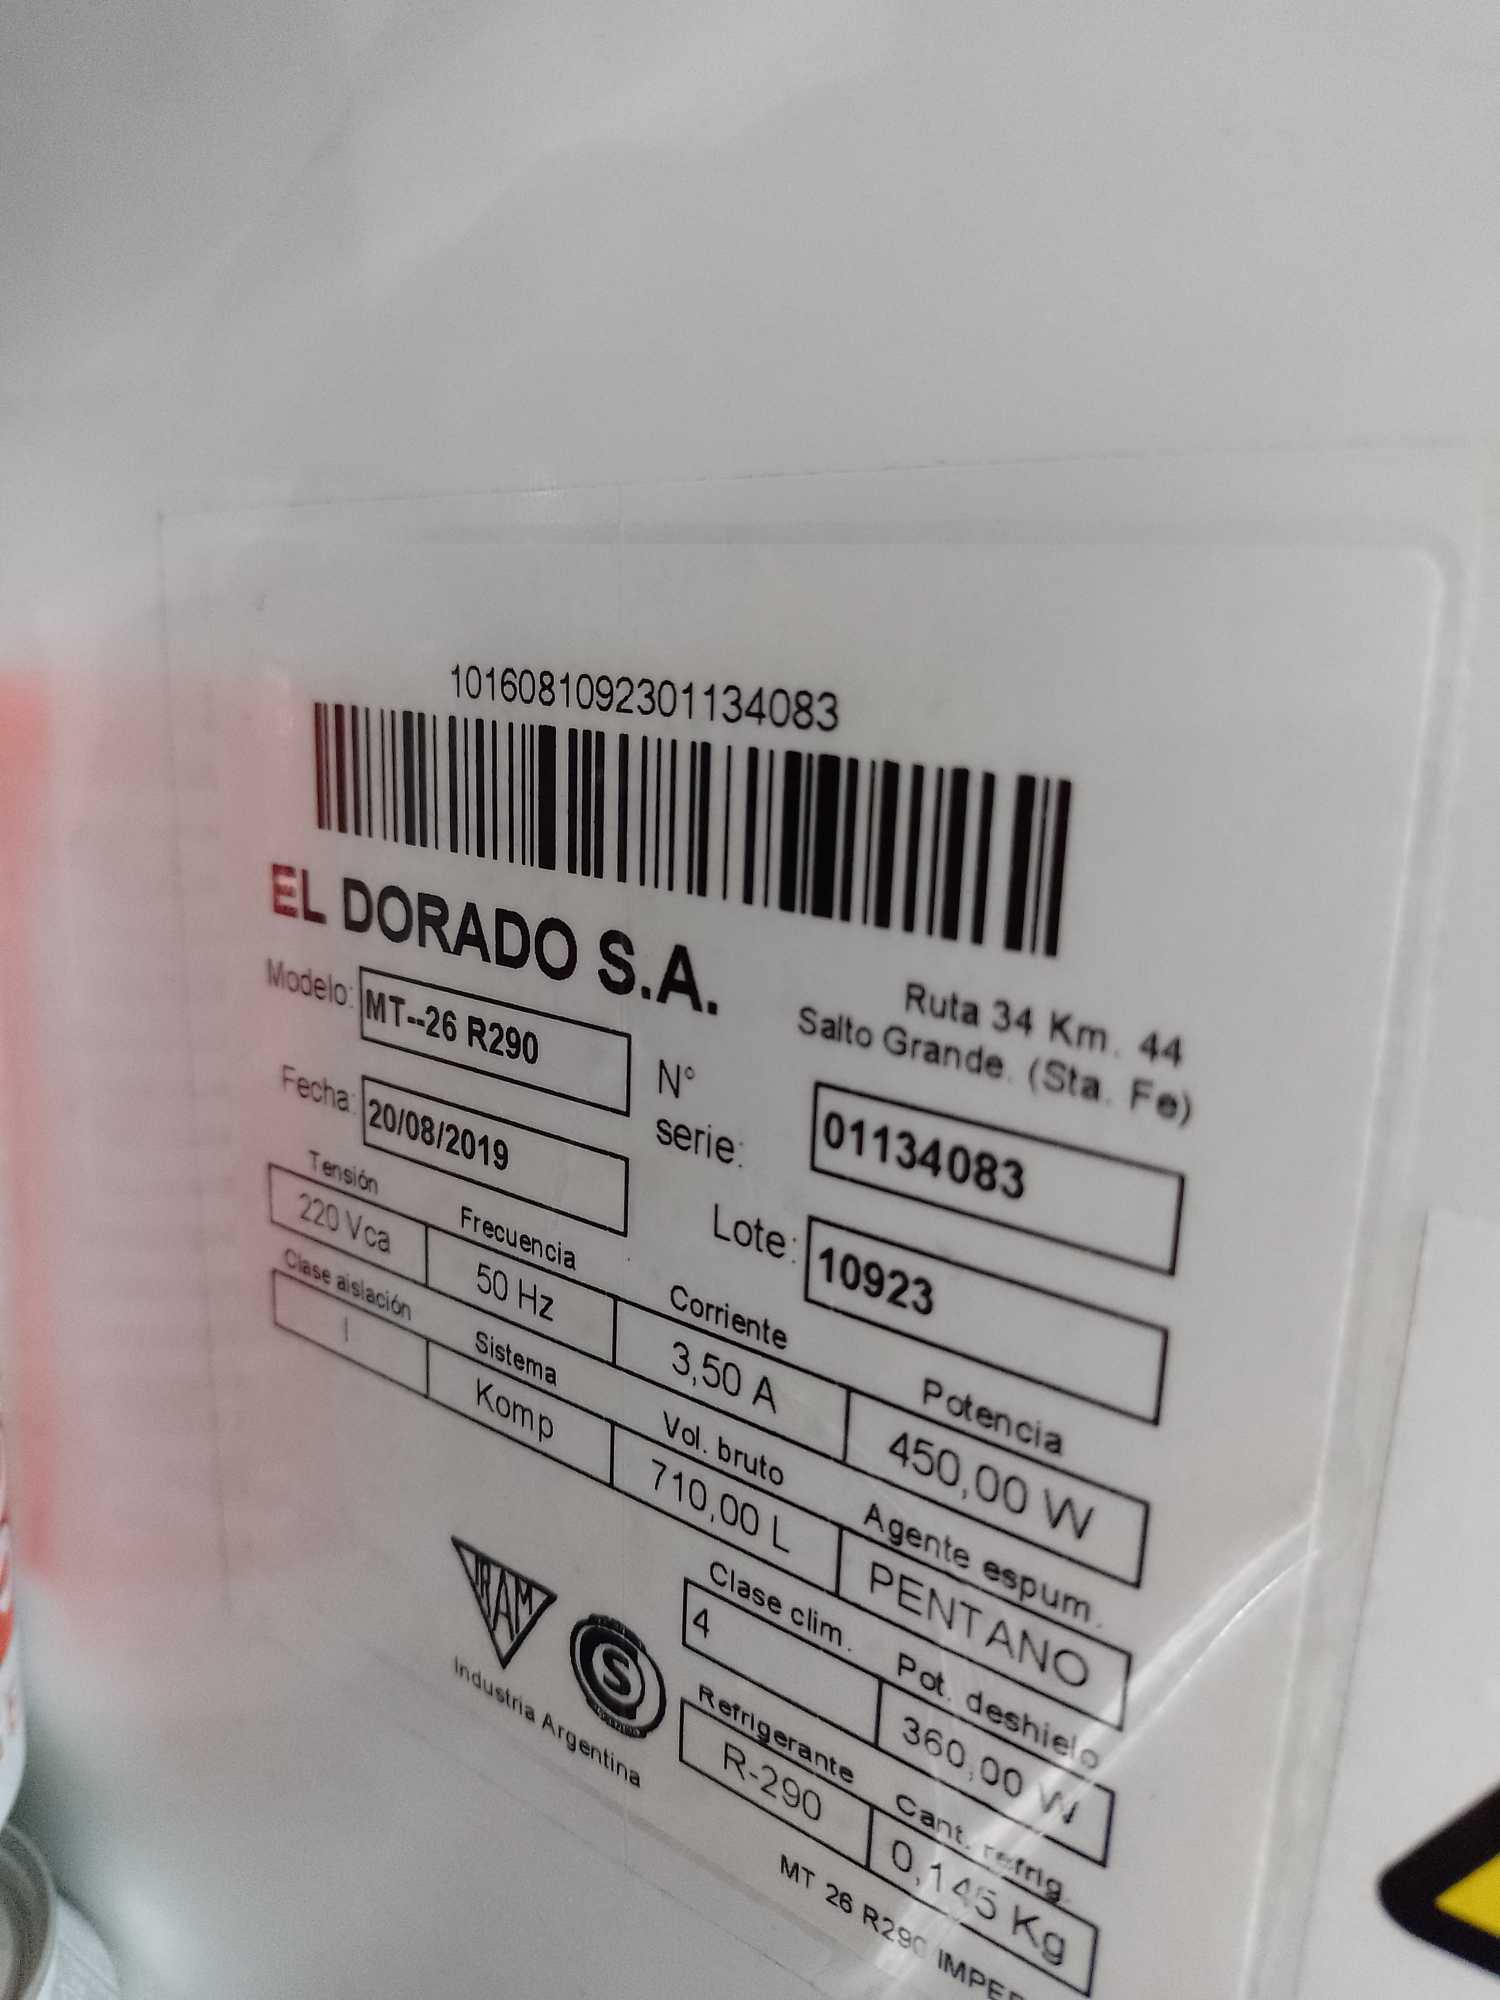 1016081092301134083
EL DORADO S.A.
Ruta 34 Km. 44
Salto Grande. (Sta. Fe)
Modelo: MT--26 R290
N° serie: 01134083
Fecha: 20/08/2019
Lote: 10923
Tensión Frecuencia Corriente Potencia
220 Vca 50 Hz 3,50 A 450,00 W
Clase aislación Sistema Vol. bruto Agente espum.
I Komp 710,00 L PENTANO
Clase clim. Pot. deshielo
4 360,00 W
Refrigerante Cant. refrig.
R-290 0,145 Kg
IRAM
S
Industria Argentina
MT 26 R290